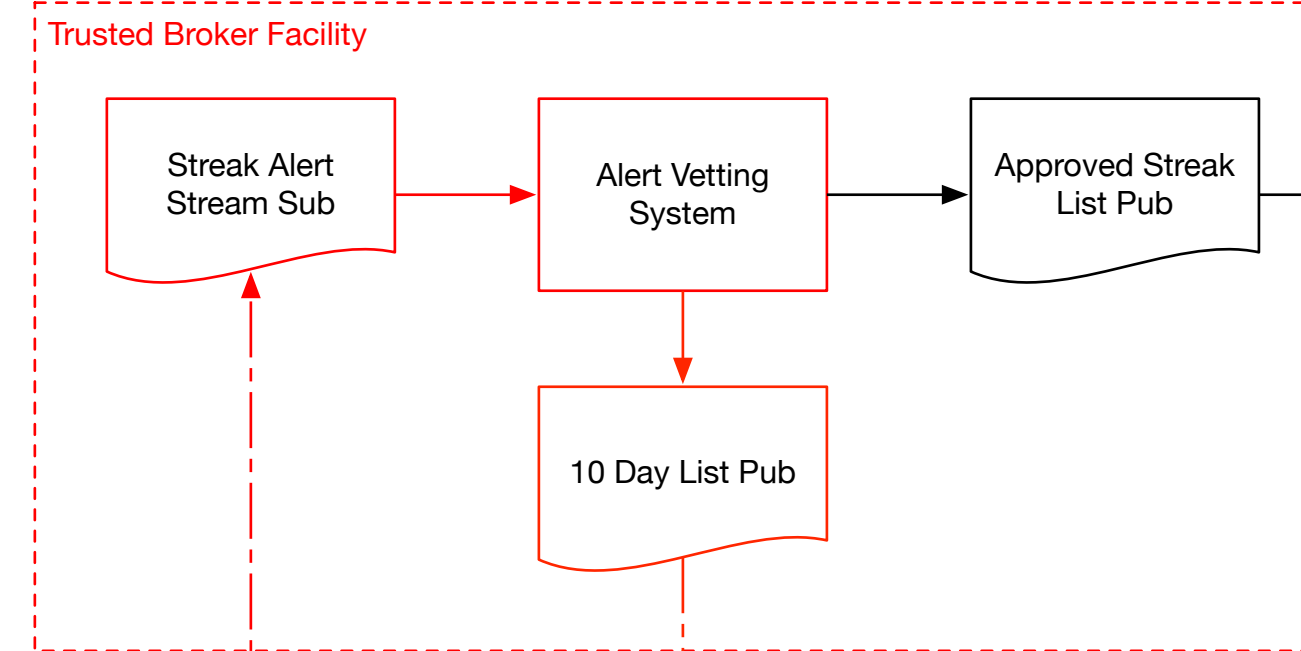 Trusted Broker Facility
Streak Alert
Stream Sub
Alert Vetting
System
Approved Streak
List Pub
10 Day List Pub